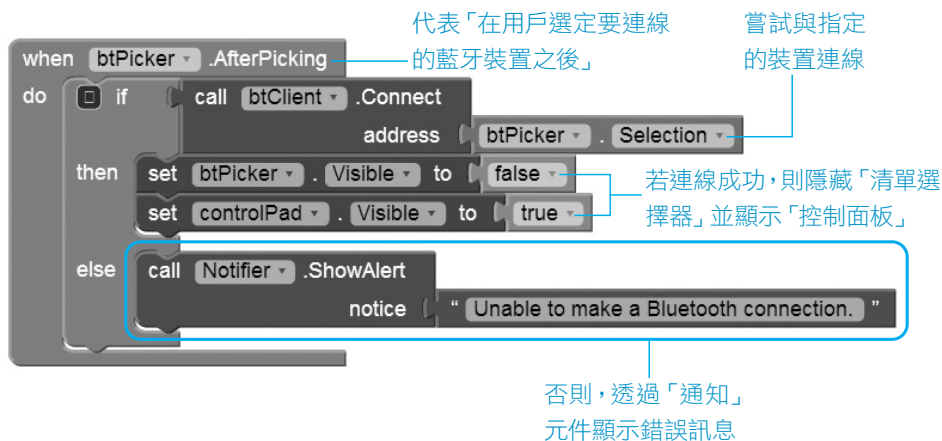 代表「在用戶選定要連線
的藍牙裝置之後」
嘗試與指定
的裝置連線
when btPicker .AfterPicking
do if call btClient .Connect
address btPicker . Selection
then set btPicker . Visible to false
set controlPad . Visible to true
若連線成功,則隱藏「清單選
擇器」並顯示「控制面板」
else call Notifier .ShowAlert
notice “ Unable to make a Bluetooth connection. ”
否則,透過「通知」
元件顯示錯誤訊息